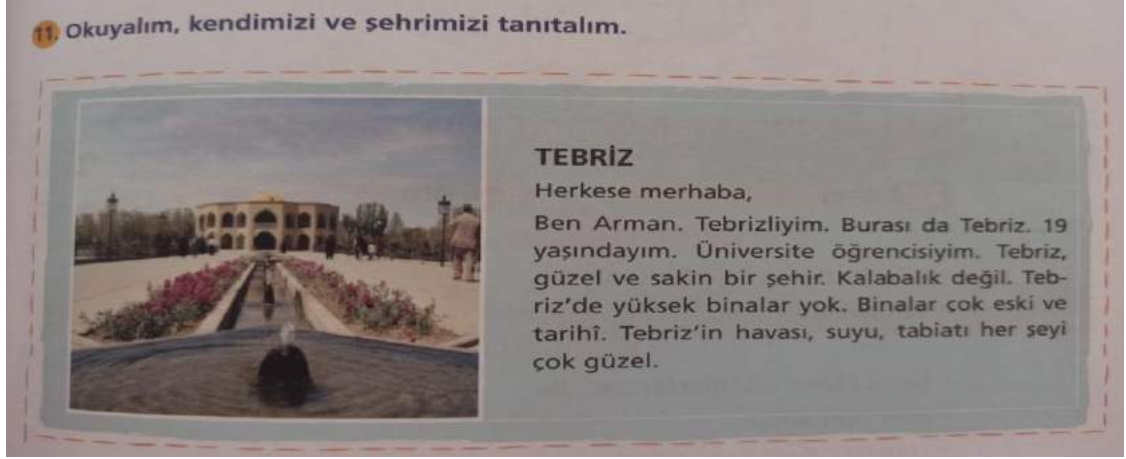 11. Okuyalım, kendimizi ve şehrimizi tanıtalım.
TEBRİZ
Herkese merhaba,
Ben Arman. Tebrizliyim. Burası da Tebriz. 19
yaşındayım. Üniversite öğrencisiyim. Tebriz,
güzel ve sakin bir şehir. Kalabalık değil. Teb-
riz'de yüksek binalar yok. Binalar çok eski ve
tarihî. Tebriz'in havası, suyu, tabiatı her şeyi
çok güzel.